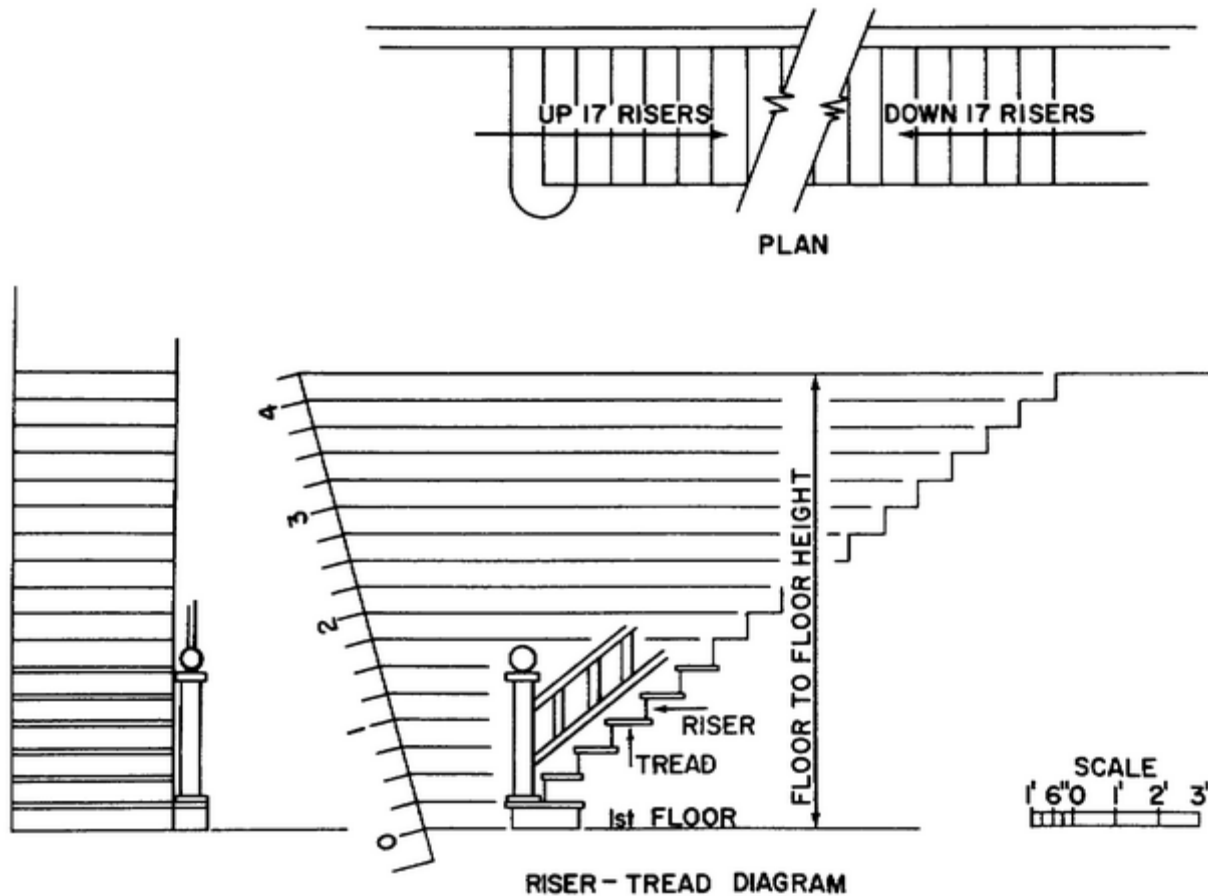 UP 17 RISERS
DOWN 17 RISERS
PLAN
4
3
2
1
0
FLOOR TO FLOOR HEIGHT
RISER
TREAD
1st FLOOR
SCALE
1' 6" 0 1' 2' 3'
RISER-TREAD DIAGRAM